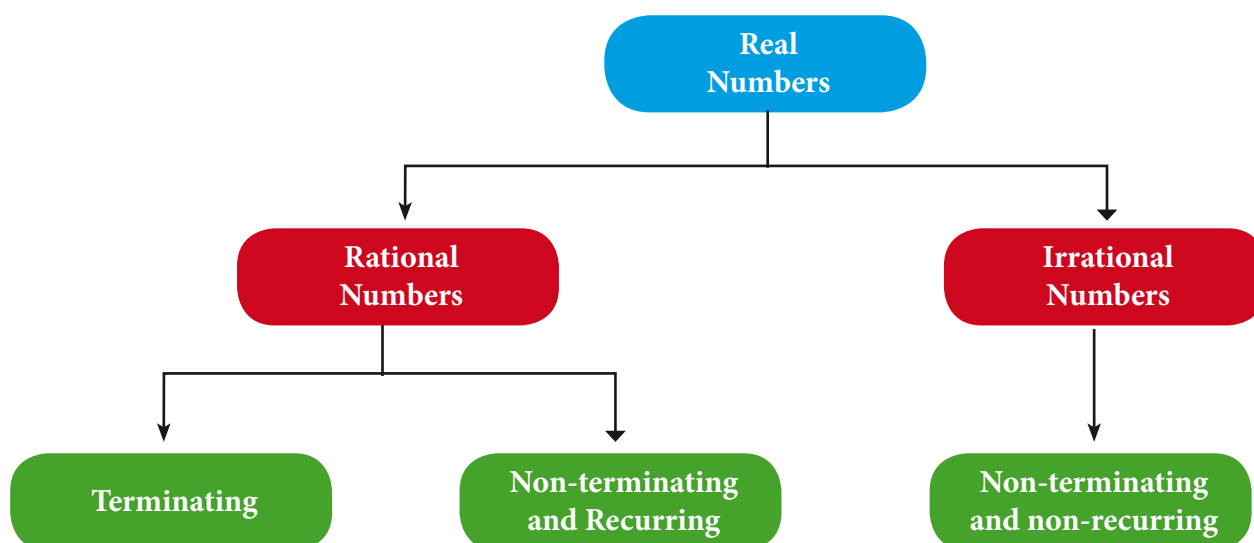 Real
Numbers
Rational
Numbers
Irrational
Numbers
Terminating
Non-terminating
and Recurring
Non-terminating
and non-recurring